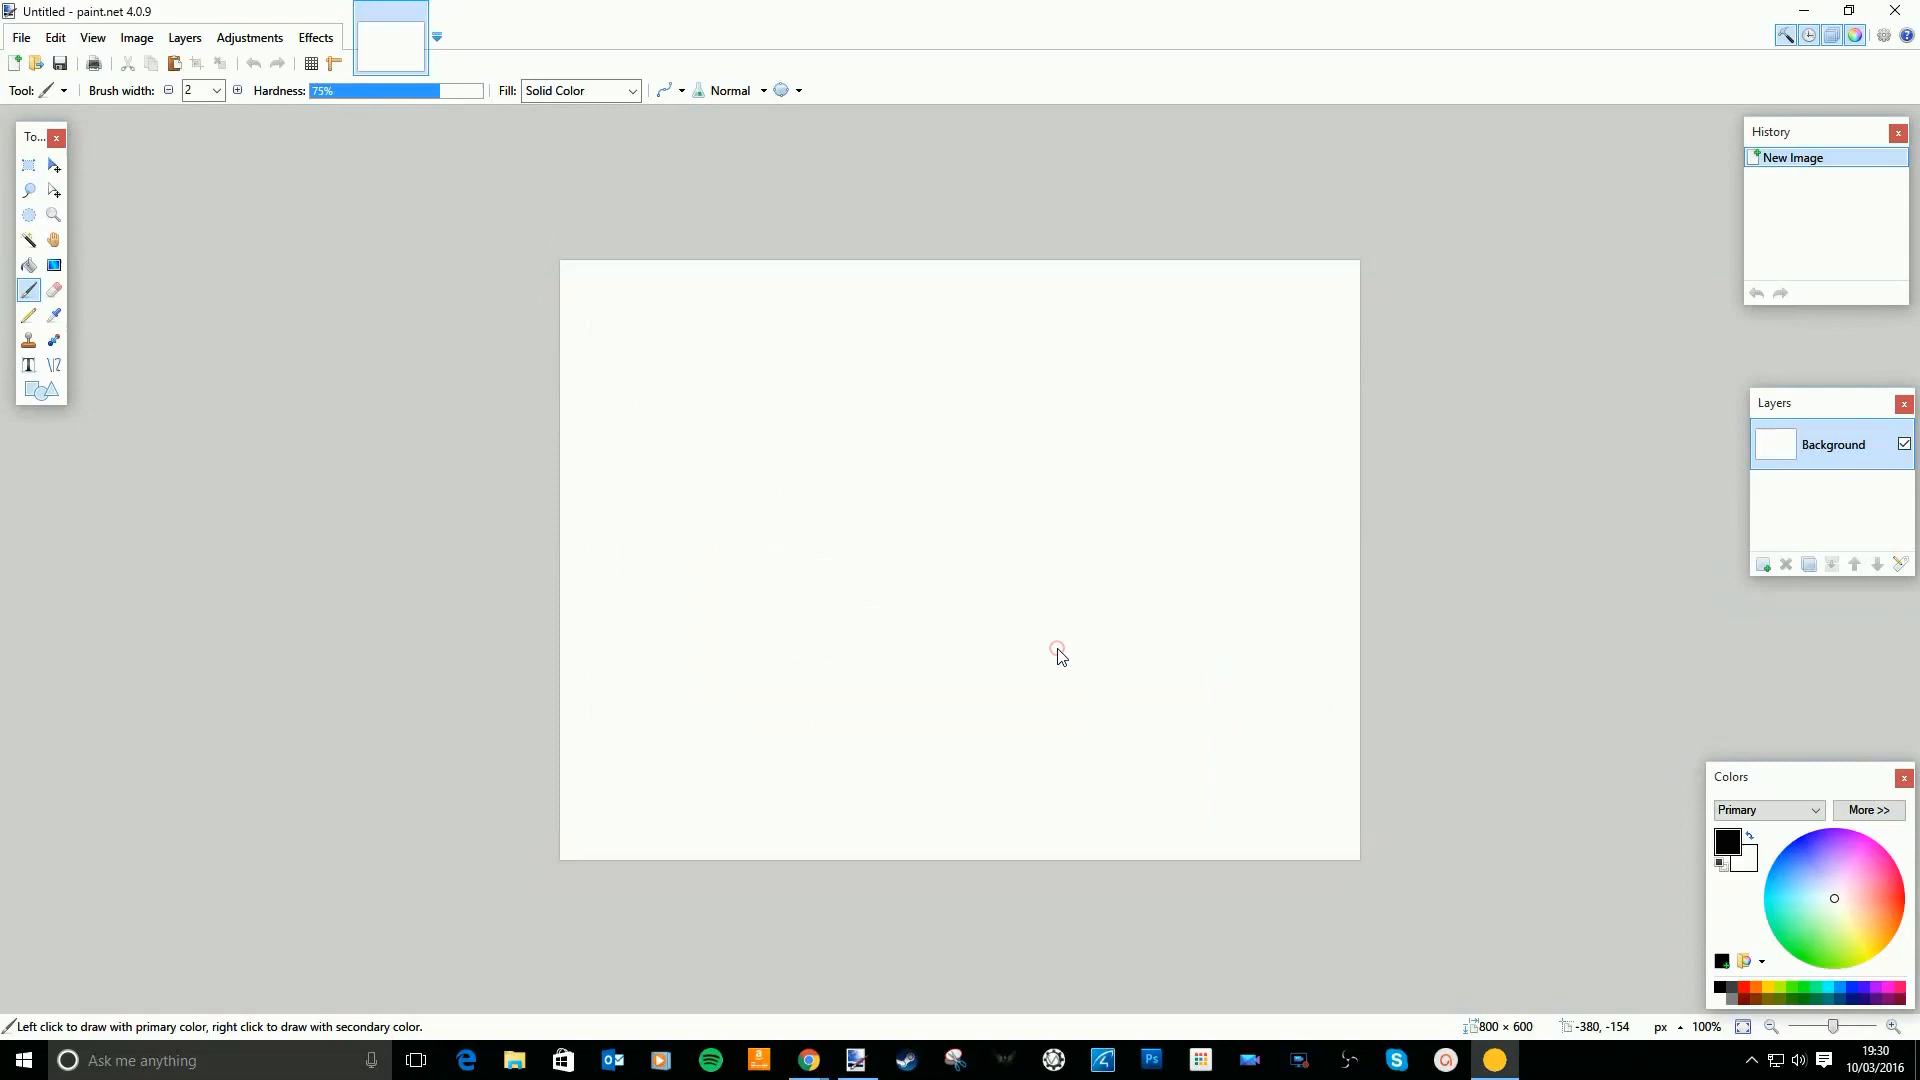 Untitled - paint.net 4.0.9
File Edit View Image Layers Adjustments Effects
Tool: Brush width: 2 Hardness: 75% Fill: Solid Color Normal
To...
History
New Image
Layers
Background
Colors
Primary More >>
Left click to draw with primary color, right click to draw with secondary color.
800 × 600 -380, -154 px 100%
Ask me anything
Ps
19:30
10/03/2016